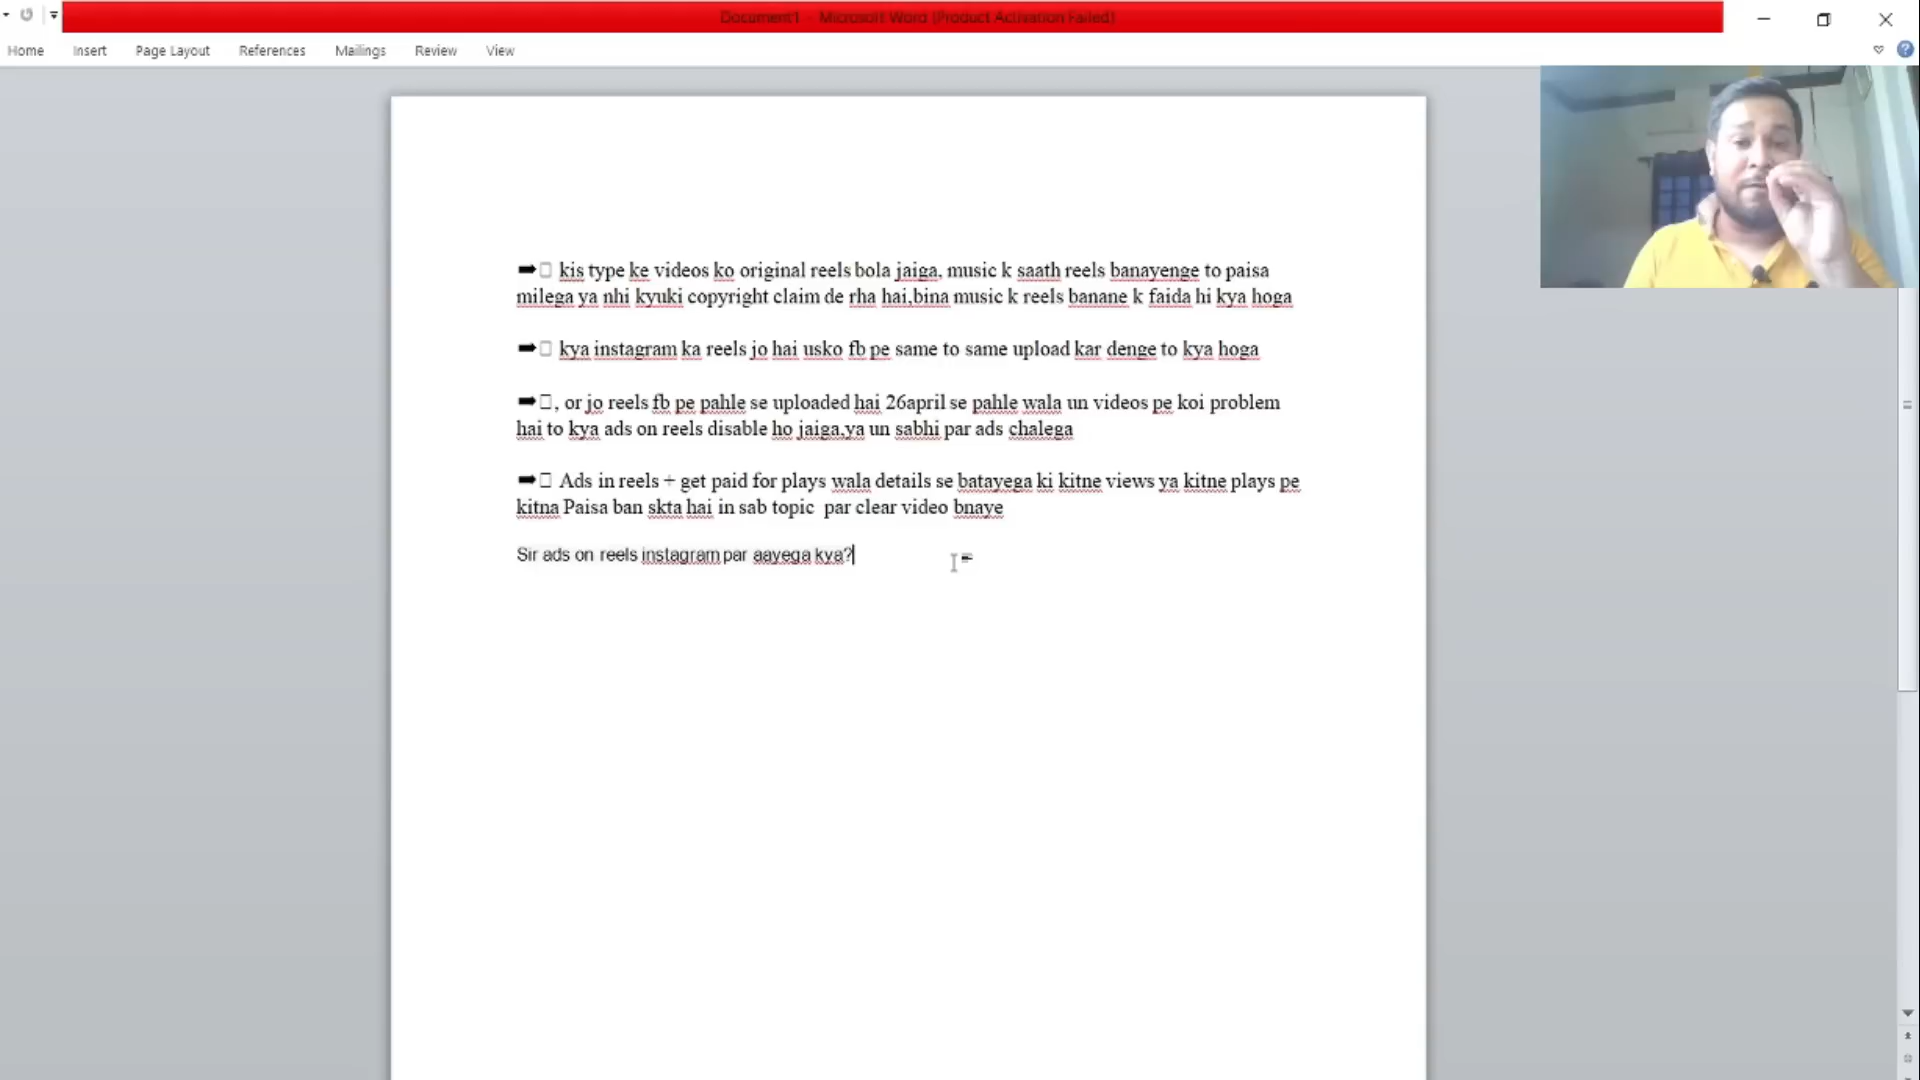 Document1 - Microsoft Word (Product Activation Failed)
Home Insert Page Layout References Mailings Review View
➡ kis type ke videos ko original reels bola jaiga, music k saath reels banayenge to paisa
milega ya nhi kyuki copyright claim de rha hai,bina music k reels banane k faida hi kya hoga
➡ kya instagram ka reels jo hai usko fb pe same to same upload kar denge to kya hoga
➡, or jo reels fb pe pahle se uploaded hai 26april se pahle wala un videos pe koi problem
hai to kya ads on reels disable ho jaiga,ya un sabhi par ads chalega
➡ Ads in reels + get paid for plays wala details se batayega ki kitne views ya kitne plays pe
kitna Paisa ban skta hai in sab topic  par clear video bnaye
Sir ads on reels instagram par aayega kya?